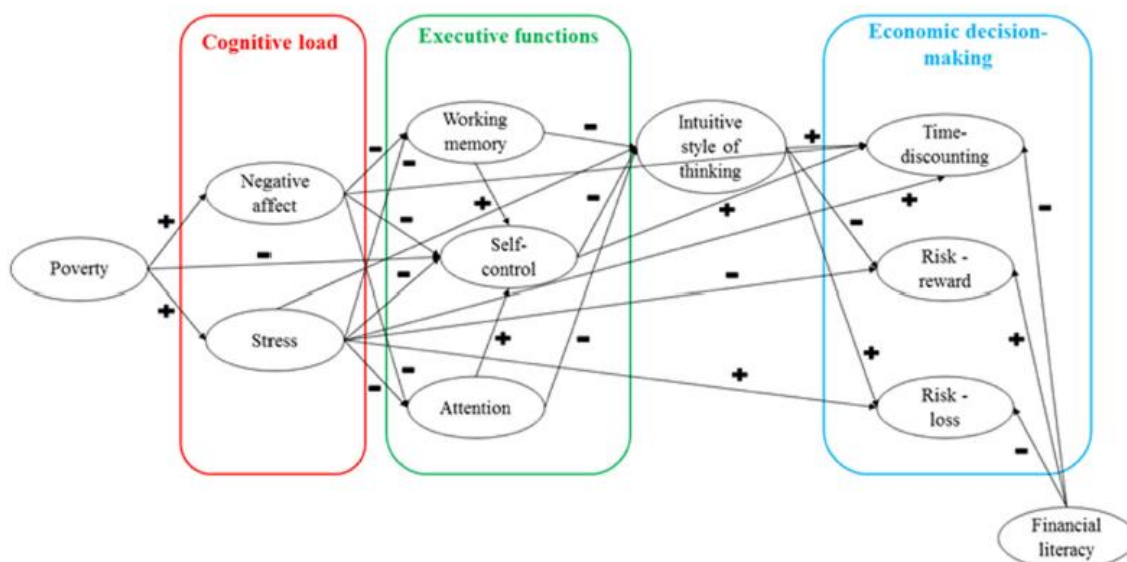 Cognitive load
Executive functions
Economic decision-
making
Working
memory
Intuitive
style of
thinking
Time-
discounting
Negative
affect
Self-
control
Poverty
Risk -
reward
Stress
Attention
Risk -
loss
Financial
literacy
+
+
-
-
-
-
-
-
-
-
+
+
-
-
-
+
+
+
-
-
+
+
+
-
-
+